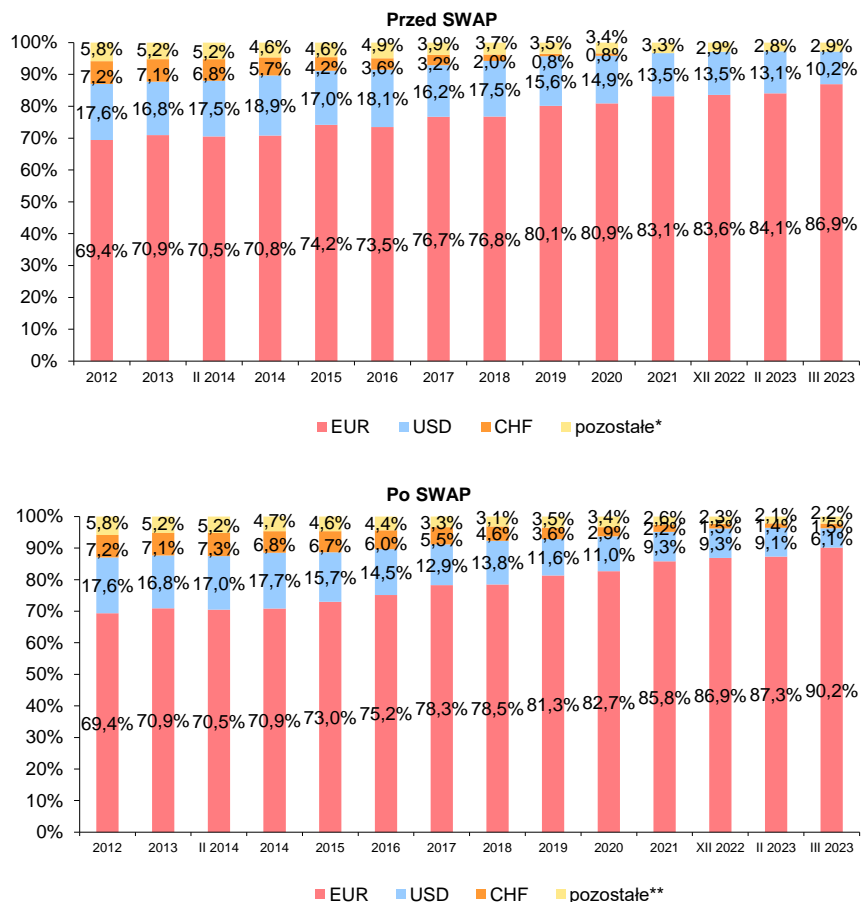 Przed SWAP
5,8% 5,2% 5,2% 4,6% 4,6% 4,9% 3,9% 3,7% 3,5% 3,4% 3,3% 2,9% 2,8% 2,9%
7,2% 7,1% 6,8% 5,7% 4,2% 3,6% 3,2% 2,0% 0,8% 0,8%
17,6% 16,8% 17,5% 18,9% 17,0% 18,1% 16,2% 17,5% 15,6% 14,9% 13,5% 13,5% 13,1% 10,2%
69,4% 70,9% 70,5% 70,8% 74,2% 73,5% 76,7% 76,8% 80,1% 80,9% 83,1% 83,6% 84,1% 86,9%
100%
90%
80%
70%
60%
50%
40%
30%
20%
10%
0%
2012 2013 II 2014 2014 2015 2016 2017 2018 2019 2020 2021 XII 2022 II 2023 III 2023
EUR USD CHF pozostałe*
Po SWAP
5,8% 5,2% 5,2% 4,7% 4,6% 4,4% 3,3% 3,1% 3,5% 3,4% 2,6% 2,3% 2,1% 2,2%
7,2% 7,1% 7,3% 6,8% 6,7% 6,0% 5,5% 4,6% 3,6% 2,9% 2,2% 1,5% 1,4% 1,5%
17,6% 16,8% 17,0% 17,7% 15,7% 14,5% 12,9% 13,8% 11,6% 11,0% 9,3% 9,3% 9,1% 6,1%
69,4% 70,9% 70,5% 70,9% 73,0% 75,2% 78,3% 78,5% 81,3% 82,7% 85,8% 86,9% 87,3% 90,2%
100%
90%
80%
70%
60%
50%
40%
30%
20%
10%
0%
2012 2013 II 2014 2014 2015 2016 2017 2018 2019 2020 2021 XII 2022 II 2023 III 2023
EUR USD CHF pozostałe**